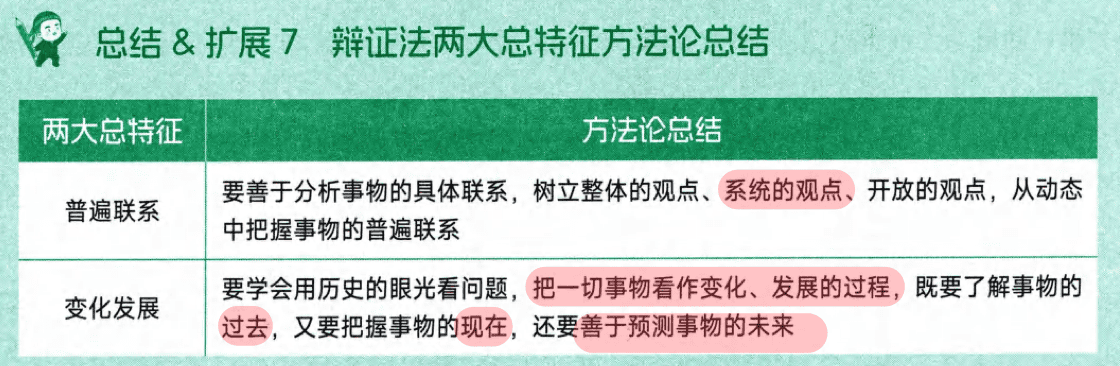 总结 & 扩展 7 辩证法两大总特征方法论总结
两大总特征 方法论总结
普遍联系
要善于分析事物的具体联系，树立整体的观点、系统的观点、开放的观点，从动态
中把握事物的普遍联系
变化发展
要学会用历史的眼光看问题，把一切事物看作变化、发展的过程，既要了解事物的
过去，又要把握事物的现在，还要善于预测事物的未来